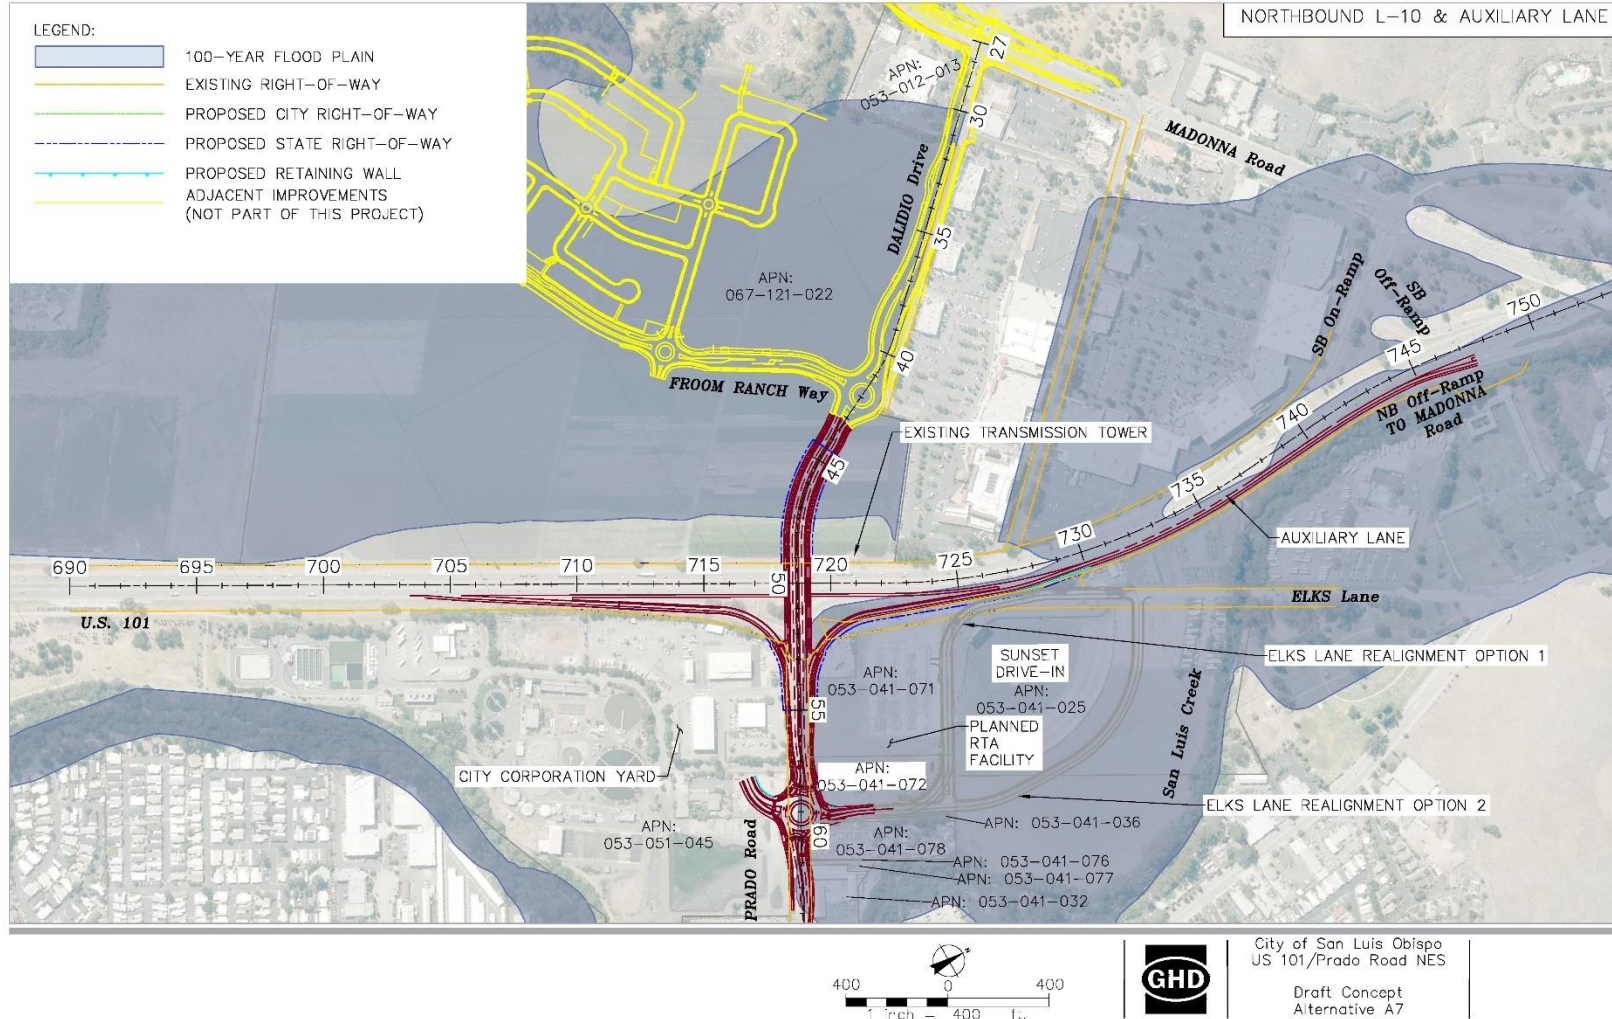 NORTHBOUND L-10 & AUXILIARY LANE
LEGEND:
100-YEAR FLOOD PLAIN
EXISTING RIGHT-OF-WAY
PROPOSED CITY RIGHT-OF-WAY
PROPOSED STATE RIGHT-OF-WAY
PROPOSED RETAINING WALL
ADJACENT IMPROVEMENTS
(NOT PART OF THIS PROJECT)
APN:
053-012-013
27
30
MADONNA Road
DALIDIO Drive
35
APN:
067-121-022
SB On-Ramp
SB
Off-Ramp
750
745
40
FROOM RANCH Way
NB Off-Ramp
TO MADONNA
Road
740
EXISTING TRANSMISSION TOWER
45
735
730
AUXILIARY LANE
690
695
700
705
710
715
720
725
50
ELKS Lane
U.S. 101
SUNSET
DRIVE-IN
ELKS LANE REALIGNMENT OPTION 1
APN:
053-041-071
APN:
053-041-025
55
PLANNED
RTA
FACILITY
San Luis Creek
CITY CORPORATION YARD
APN:
053-041-072
ELKS LANE REALIGNMENT OPTION 2
APN:
053-051-045
PRADO Road
60
APN:
053-041-078
APN: 053-041-036
APN: 053-041-076
APN: 053-041-077
APN: 053-041-032
400
0
400
1 inch = 400 ft.
GHD
City of San Luis Obispo
US 101/Prado Road NES
Draft Concept
Alternative A7